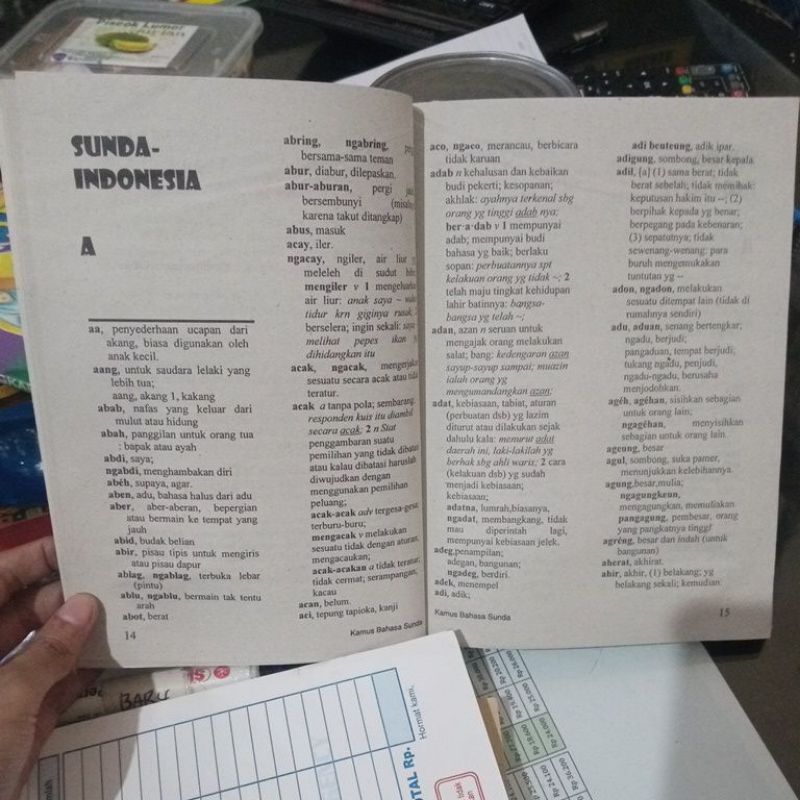 Piscok Lumer
SUNDA-
INDONESIA
A
aa, penyederhaan ucapan dari
akang, biasa digunakan oleh
anak kecil.
aang, untuk saudara lelaki yang
lebih tua;
aang, akang 1, kakang
abab, nafas yang keluar dari
mulut atau hidung
abah, panggilan untuk orang tua
: bapak atau ayah
abdi, saya;
ngabdi, menghambakan diri
abéh, supaya, agar.
aben, adu, bahasa halus dari adu
aber, aber-aberan, bepergian
atau bermain ke tempat yang
jauh
abid, budak belian
abir, pisau tipis untuk mengiris
atau pisau dapur
ablag, ngablag, terbuka lebar
(pintu)
ablu, ngablu, bermain tak tentu
arah
abot, berat
14
abring, ngabring,
bersama-sama teman
abur, diabur, dilepaskan.
abur-aburan, pergi
bersembunyi
karena takut ditangkap)
abus, masuk
acay, iler.
ngacay, ngiler, air liur
meleleh di sudut
mengiler v 1
air liur: anak saya ~
tidur krn giginya
berselera; ingin sekali:
melihat pepes ikan
dihidangkan itu
acak, ngacak,
sesuatu secara acak atau
teratur.
acak a tanpa pola; sembarang:
responden kuis itu diambil
secara acak; 2 n Stat
penggambaran suatu
pemilihan yang tidak dibatasi
atau kalau dibatasi haruslah
diwujudkan dengan
menggunakan pemilihan
peluang;
acak-acak adv tergesa-gesa;
terburu-buru;
mengacak v melakukan
sesuatu tidak dengan aturan;
mengacaukan;
acak-acakan a tidak teratur;
tidak cermat; serampangan;
kacau
acan, belum.
aci, tepung tapioka, kanji
Kamus Bahasa Sunda
aco, ngaco, merancau, berbicara
tidak karuan
adab n kehalusan dan kebaikan
budi pekerti; kesopanan;
akhlak: ayahnya terkenal sbg
orang yg tinggi adab nya;
ber·a·dab v 1 mempunyai
adab; mempunyai budi
bahasa yg baik; berlaku
sopan: perbuatannya spt
kelakuan orang yg tidak ~; 2
telah maju tingkat kehidupan
lahir batinnya: bangsa-
bangsa yg telah ~;
adan, azan n seruan untuk
mengajak orang melakukan
salat; bang: kedengaran azan
sayup-sayup sampai; muazin
ialah orang yg
mengumandangkan azan;
adat, kebiasaan, tabiat, aturan
(perbuatan dsb) yg lazim
diturut atau dilakukan sejak
dahulu kala: menurut adat
daerah ini, laki-lakilah yg
berhak sbg ahli waris; 2 cara
(kelakuan dsb) yg sudah
menjadi kebiasaan;
kebiasaan;
adatna, lumrah,biasanya,
ngadat, membangkang, tidak
mau diperintah lagi,
mempunyai kebiasaan jelek.
adeg,penampilan;
adegan, bangunan;
ngadeg, berdiri.
adek, menempel
adi, adik;
Kamus Bahasa Sunda
adi beuteung, adik ipar.
adigung, sombong, besar kepala.
adil, [a] (1) sama berat; tidak
berat sebelah; tidak memihak:
keputusan hakim itu --; (2)
berpihak kepada yg benar;
berpegang pada kebenaran;
(3) sepatutnya; tidak
sewenang-wenang: para
buruh mengemukakan
tuntutan yg --
adon, ngadon, melakukan
sesuatu ditempat lain (tidak di
rumahnya sendiri)
adu, aduan, senang bertengkar;
ngadu, berjudi;
pangaduan, tempat berjudi;
tukang ngadu, penjudi,
ngadu-ngadu, berusaha
menjodohkan.
agéh, agéhan, sisihkan sebagian
untuk orang lain;
ngagéhan, menyisihkan
sebagian untuk orang lain.
ageung, besar
agul, sombong, suka pamer,
menunjukkan kelebihannya.
agung,besar,mulia;
ngagungkeun,
mengagungkan, memuliakan
pangagung, pembesar, orang
yang pangkatnya tinggi
agréng, besar dan indah (untuk
bangunan)
aherat, akhirat.
ahir, akhir, (1) belakang; yg
belakang sekali; kemudian:
15
BARU
Hormat kami,